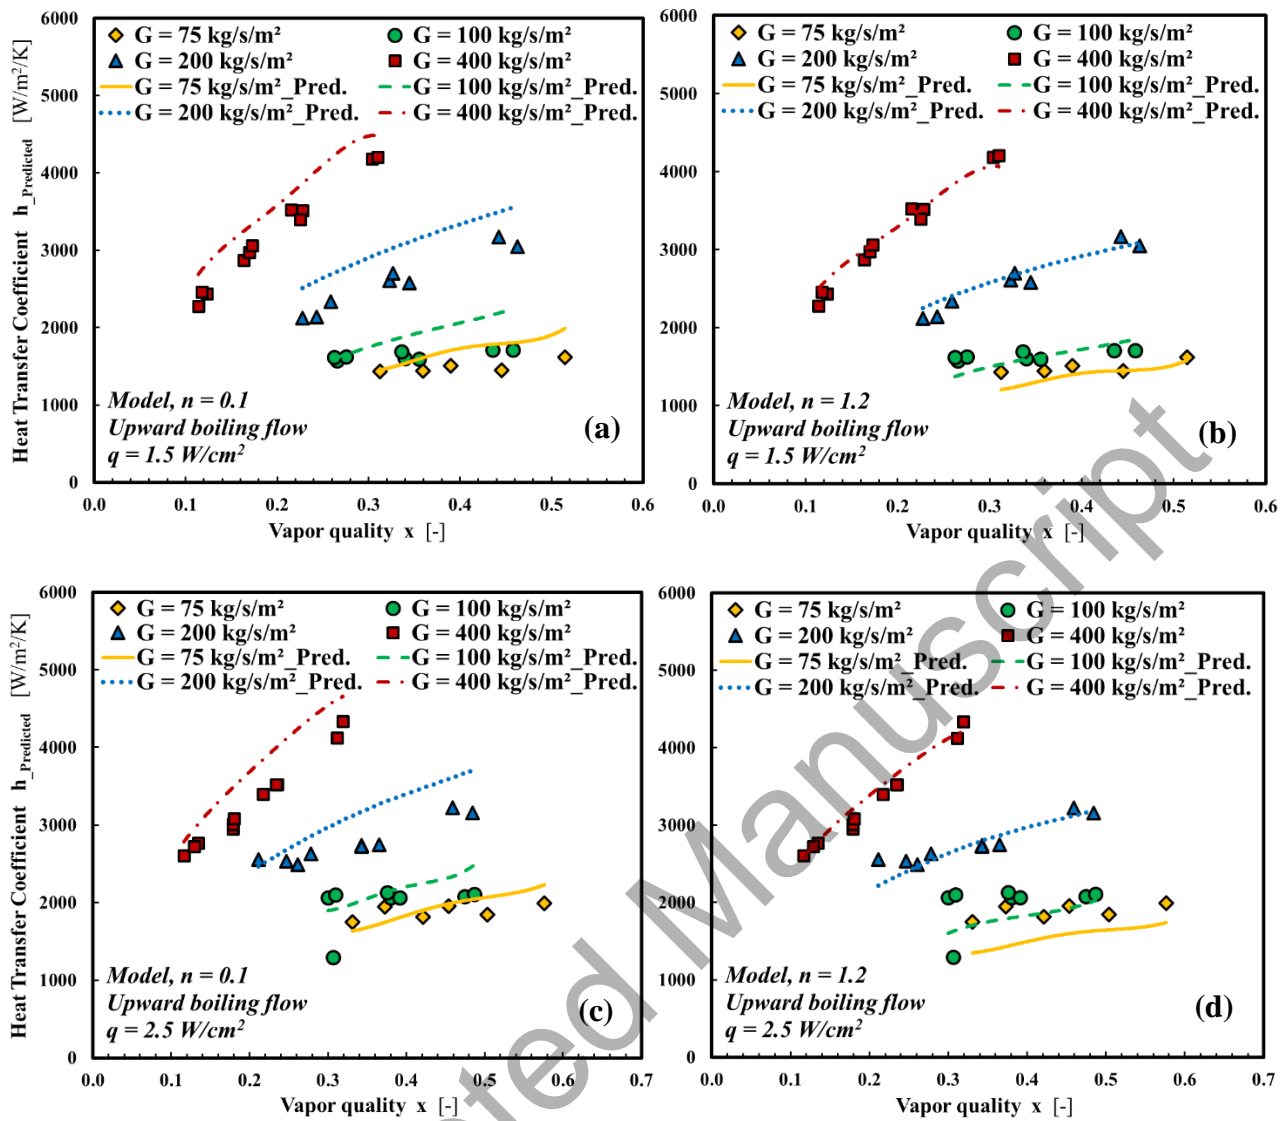 6000
5000
4000
3000
2000
1000
0
Heat Transfer Coefficient h_Predicted [W/m²/K]
G = 75 kg/s/m²
G = 100 kg/s/m²
G = 200 kg/s/m²
G = 400 kg/s/m²
G = 75 kg/s/m²_Pred.
G = 100 kg/s/m²_Pred.
G = 200 kg/s/m²_Pred.
G = 400 kg/s/m²_Pred.
Model, n = 0.1
Upward boiling flow
q = 1.5 W/cm²
(a)
0.0 0.1 0.2 0.3 0.4 0.5 0.6
Vapor quality x [-]
6000
5000
4000
3000
2000
1000
0
G = 75 kg/s/m²
G = 100 kg/s/m²
G = 200 kg/s/m²
G = 400 kg/s/m²
G = 75 kg/s/m²_Pred.
G = 100 kg/s/m²_Pred.
G = 200 kg/s/m²_Pred.
G = 400 kg/s/m²_Pred.
Model, n = 1.2
Upward boiling flow
q = 1.5 W/cm²
(b)
0.0 0.1 0.2 0.3 0.4 0.5 0.6
Vapor quality x [-]
6000
5000
4000
3000
2000
1000
0
Heat Transfer Coefficient h_Predicted [W/m²/K]
G = 75 kg/s/m²
G = 100 kg/s/m²
G = 200 kg/s/m²
G = 400 kg/s/m²
G = 75 kg/s/m²_Pred.
G = 100 kg/s/m²_Pred.
G = 200 kg/s/m²_Pred.
G = 400 kg/s/m²_Pred.
Model, n = 0.1
Upward boiling flow
q = 2.5 W/cm²
(c)
0.0 0.1 0.2 0.3 0.4 0.5 0.6 0.7
Vapor quality x [-]
6000
5000
4000
3000
2000
1000
0
G = 75 kg/s/m²
G = 100 kg/s/m²
G = 200 kg/s/m²
G = 400 kg/s/m²
G = 75 kg/s/m²_Pred.
G = 100 kg/s/m²_Pred.
G = 200 kg/s/m²_Pred.
G = 400 kg/s/m²_Pred.
Model, n = 1.2
Upward boiling flow
q = 2.5 W/cm²
(d)
0.0 0.1 0.2 0.3 0.4 0.5 0.6 0.7
Vapor quality x [-]
ted Manuscript